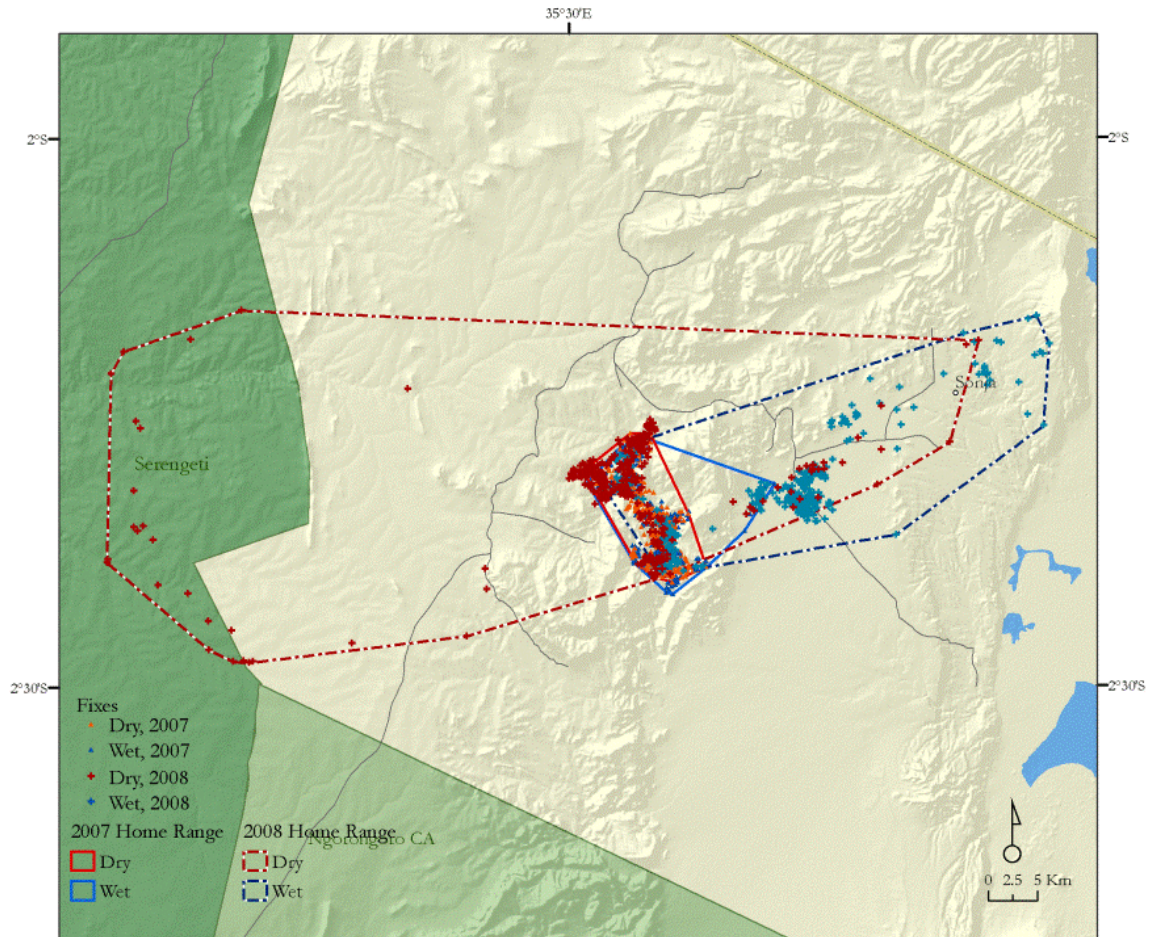 35°30'E
2°S
2°S
Sonja
Serengeti
2°30'S
2°30'S
Fixes
Dry, 2007
Wet, 2007
Dry, 2008
Wet, 2008
2007 Home Range
2008 Home Range
Ngorongoro CA
Dry
Dry
Wet
Wet
0 2.5 5 Km